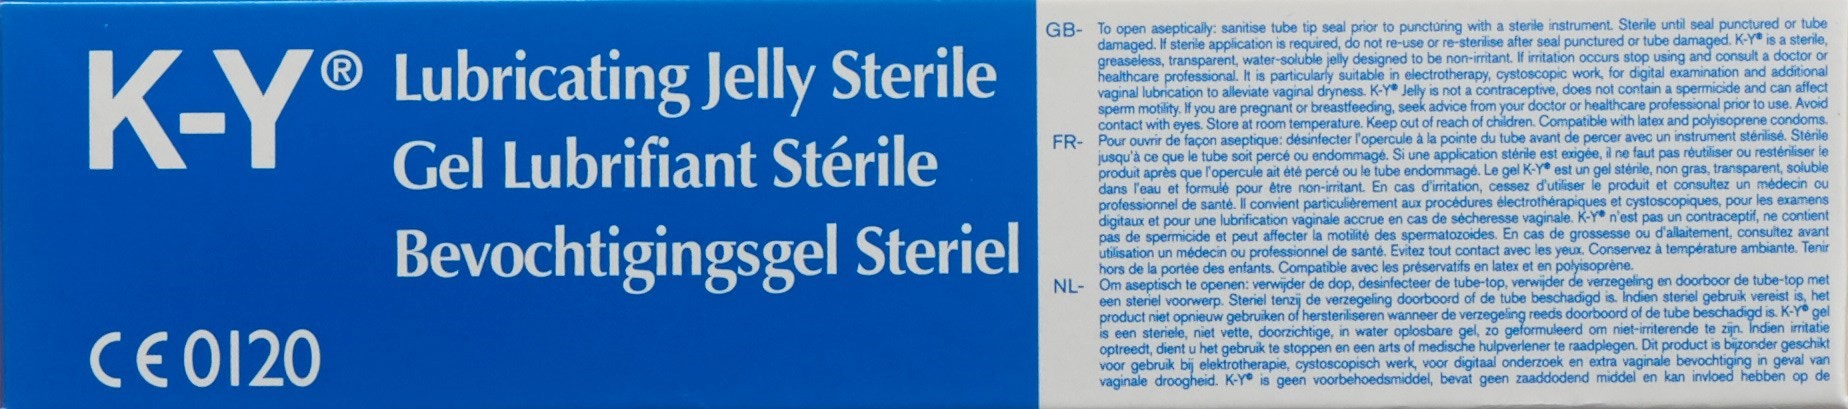 K-Y®
Lubricating Jelly Sterile
Gel Lubrifiant Stérile
Bevochtigingsgel Steriel
CE 0120
GB- To open aseptically: sanitise tube tip seal prior to puncturing with a sterile instrument. Sterile until seal punctured or tube
damaged. If sterile application is required, do not re-use or re-sterilise after seal punctured or tube damaged. K-Y® is a sterile,
greaseless, transparent, water-soluble jelly designed to be non-irritant. If irritation occurs stop using and consult a doctor or
healthcare professional. It is particularly suitable in electrotherapy, cystoscopic work, for digital examination and additional
vaginal lubrication to alleviate vaginal dryness. K-Y® Jelly is not a contraceptive, does not contain a spermicide and can affect
sperm motility. If you are pregnant or breastfeeding, seek advice from your doctor or healthcare professional prior to use. Avoid
contact with eyes. Store at room temperature. Keep out of reach of children. Compatible with latex and polyisoprene condoms.
FR- Pour ouvrir de façon aseptique: désinfecter l'opercule à la pointe du tube avant de percer avec un instrument stérilisé. Stérile
jusqu'à ce que le tube soit percé ou endommagé. Si une application stérile est exigée, il ne faut pas réutiliser ou restériliser le
produit après que l'opercule ait été percé ou le tube endommagé. Le gel K-Y® est un gel stérile, non gras, transparent, soluble
dans l'eau et formulé pour être non-irritant. En cas d'irritation, cessez d'utiliser le produit et consultez un médecin ou
professionnel de santé. Il convient particulièrement aux procédures électrothérapiques et cystoscopiques, pour les examens
digitaux et pour une lubrification vaginale accrue en cas de sécheresse vaginale. K-Y® n'est pas un contraceptif, ne contient
pas de spermicide et peut affecter la motilité des spermatozoides. En cas de grossesse ou d'allaitement, consultez avant
utilisation un médecin ou professionnel de santé. Evitez tout contact avec les yeux. Conservez à température ambiante. Tenir
hors de la portée des enfants. Compatible avec les préservatifs en latex et en polyisoprène.
NL- Om aseptisch te openen: verwijder de dop, desinfecteer de tube-top, verwijder de verzegeling en doorboor de tube-top met
een steriel voorwerp. Steriel tenzij de verzegeling doorboord of de tube beschadigd is. Indien steriel gebruik vereist is, het
product niet opnieuw gebruiken of hersteriliseren wanneer de verzegeling reeds doorboord of de tube beschadigd is. K-Y® gel
is een steriele, niet vette, doorzichtige, in water oplosbare gel, zo geformuleerd om niet-irriterende te zijn. Indien irritatie
optreedt, dient u het gebruik te stoppen en een arts of medische hulpverlener te raadplegen. Dit product is bijzonder geschikt
voor gebruik bij elektrotherapie, cystoscopisch werk, voor digitaal onderzoek en extra vaginale bevochtiging in geval van
vaginale droogheid. K-Y® is geen voorbehoedsmiddel, bevat geen zaaddodend middel en kan invloed hebben op de